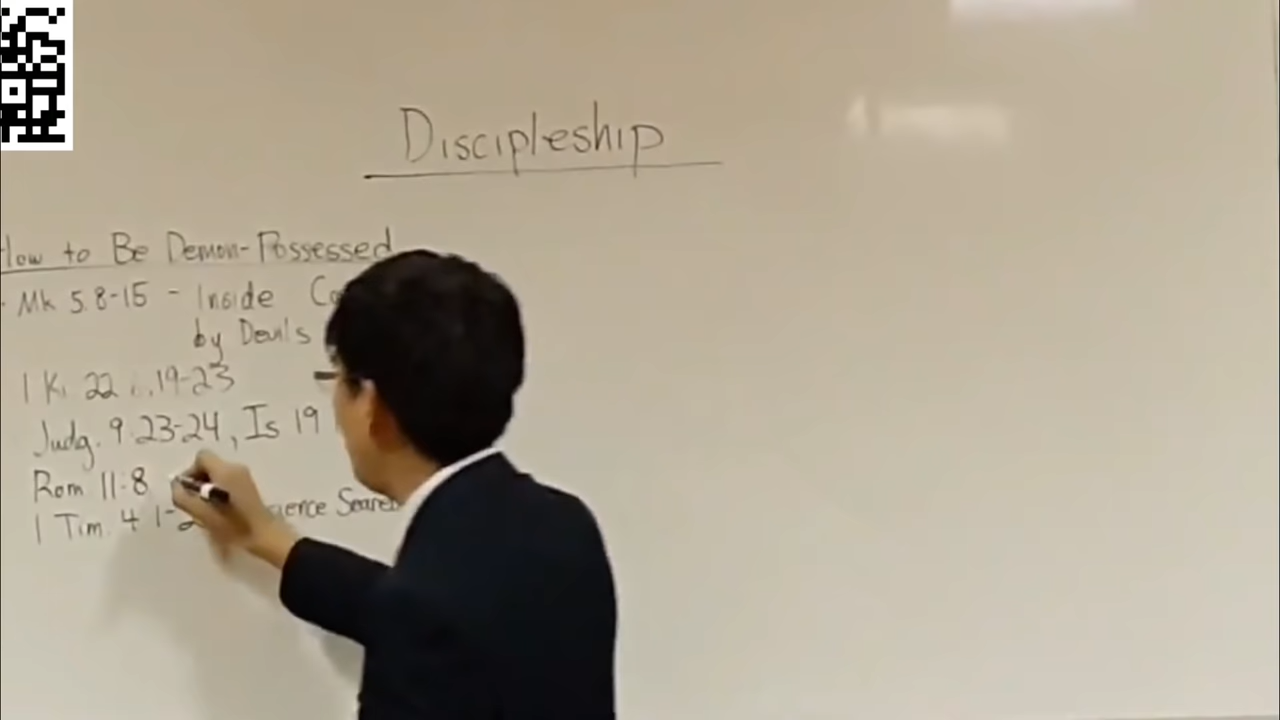 Discipleship
How to Be Demon-Possessed
- Mk 5:8-15 - Inside
by Devils
1 Ki 22 19-23
Judg. 9:23-24, Is 19
Rom 11:8
1 Tim. 4:1-2 Seared